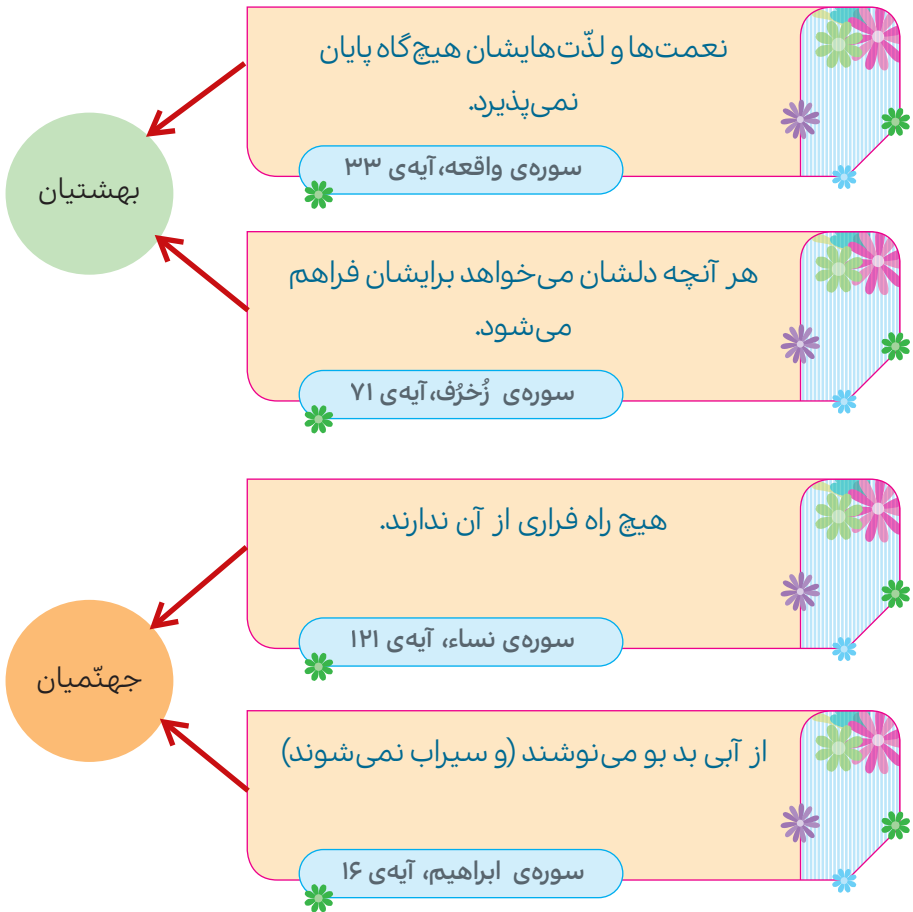 نعمت‌ها و لذّت‌هایشان هیچ‌گاه پایان
نمی‌پذیرد.
سوره‌ی واقعه، آیه‌ی ۳۳
بهشتیان
هر آنچه دلشان می‌خواهد برایشان فراهم
می‌شود.
سوره‌ی زُخرُف، آیه‌ی ۷۱
هیچ راه فراری از آن ندارند.
سوره‌ی نساء، آیه‌ی ۱۲۱
جهنّمیان
از آبی بد بو می‌نوشند (و سیراب نمی‌شوند)
سوره‌ی ابراهیم، آیه‌ی ۱۶